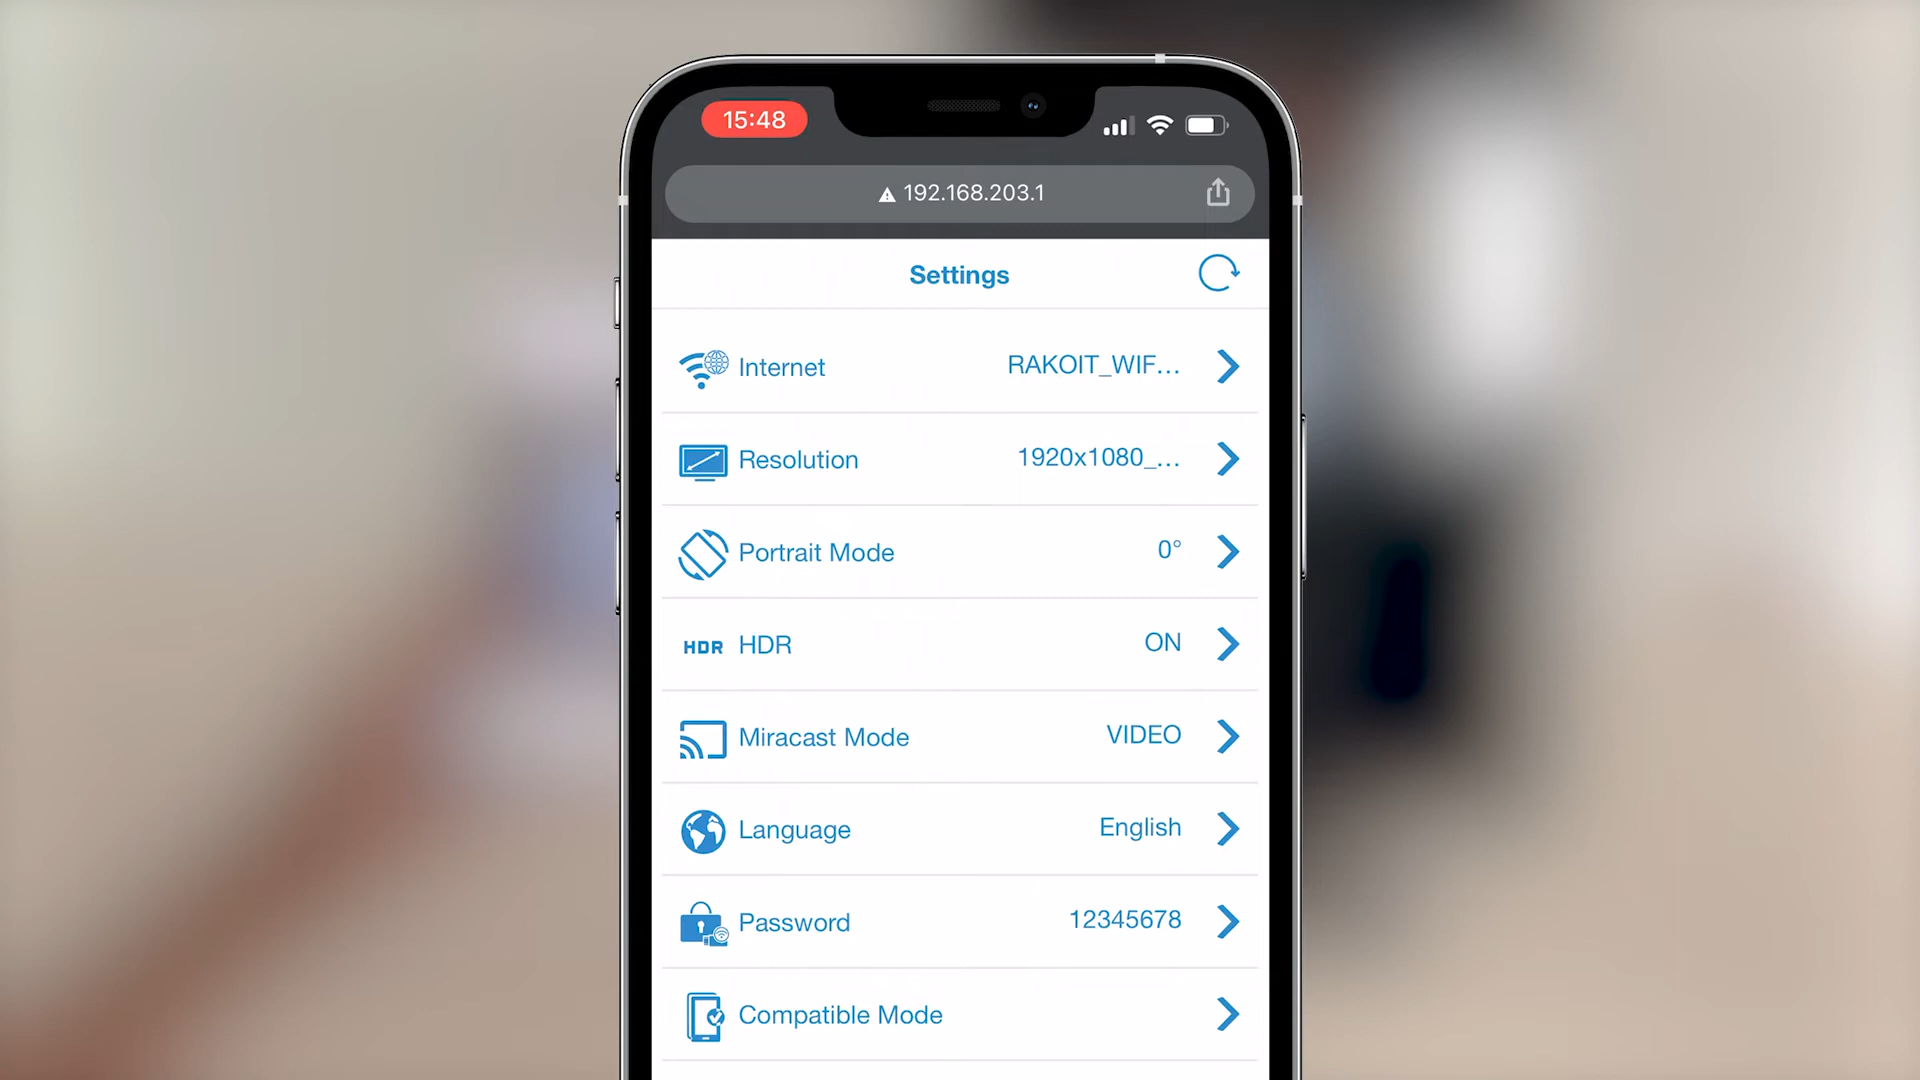 15:48
192.168.203.1
Settings
Internet RAKOIT_WIF...
Resolution 1920x1080_...
Portrait Mode 0°
HDR HDR ON
Miracast Mode VIDEO
Language English
Password 12345678
Compatible Mode